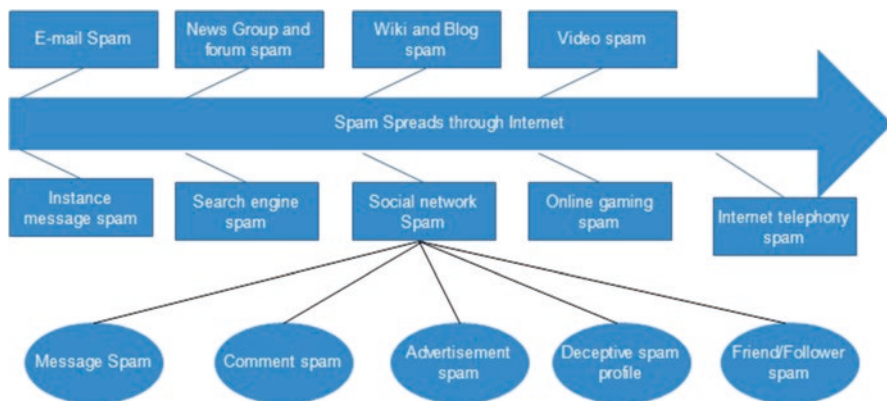 E-mail Spam
News Group and
forum spam
Wiki and Blog
spam
Video spam
Spam Spreads through Internet
Instance
message spam
Search engine
spam
Social network
Spam
Online gaming
spam
Internet telephony
spam
Message Spam
Comment spam
Advertisement
spam
Deceptive spam
profile
Friend/Follower
spam